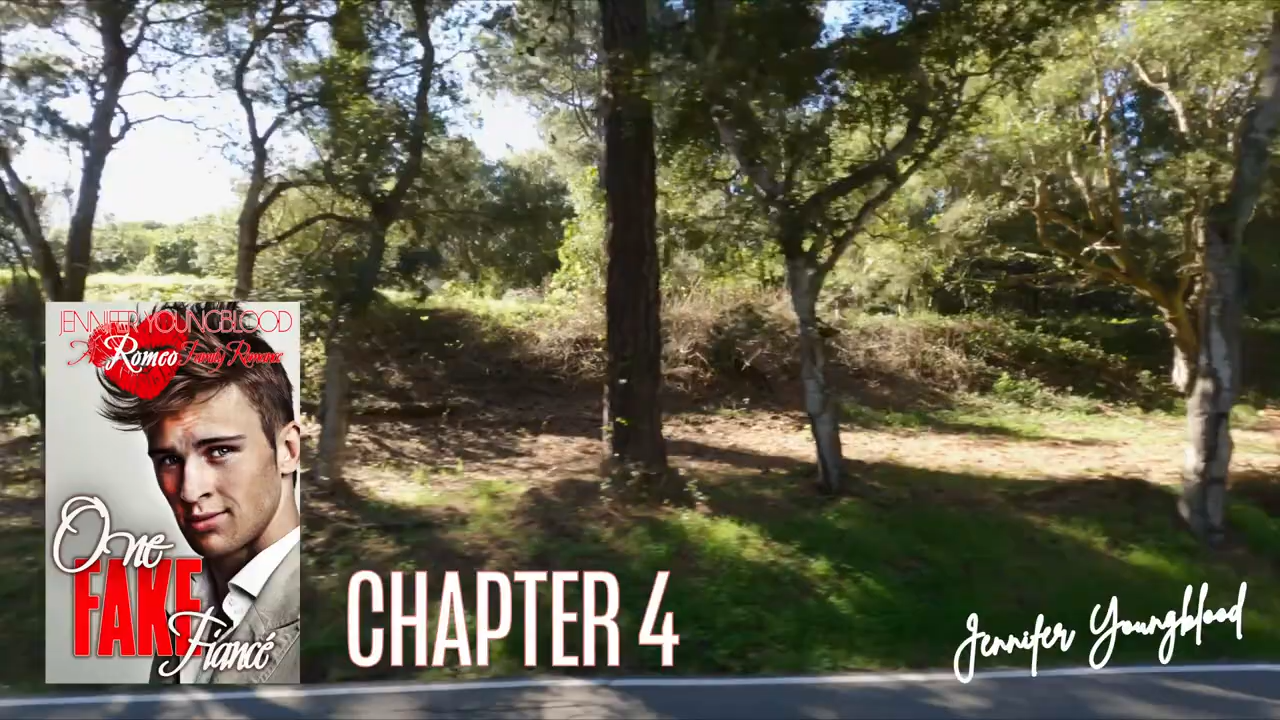 JENNIFER YOUNGBLOOD
A Romeo Family Romance
One
FAKE
Fiancé
CHAPTER 4
Jennifer Youngblood